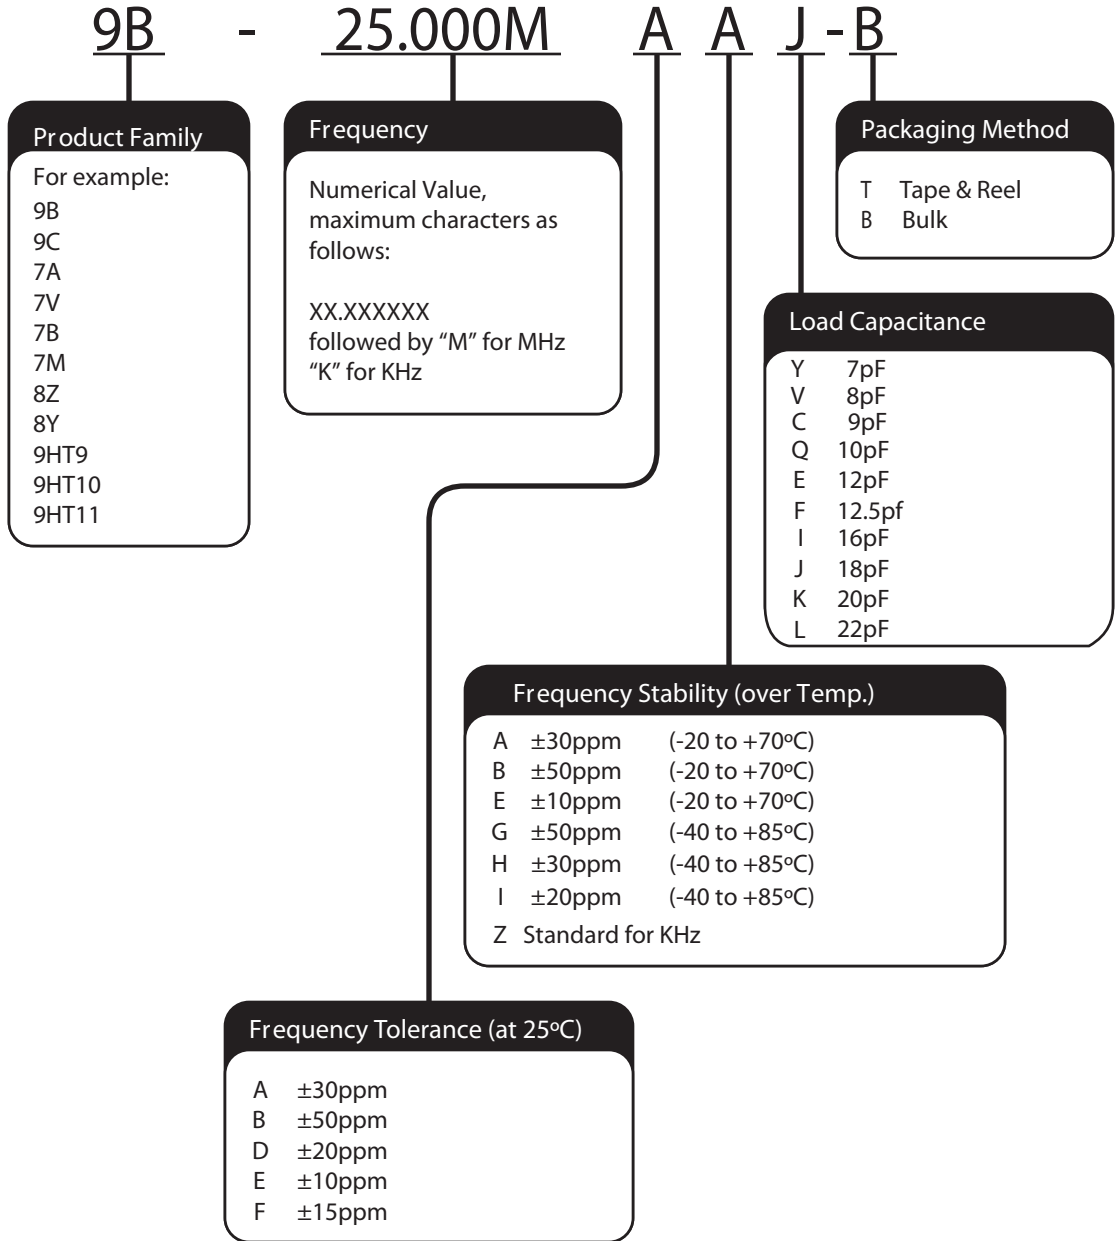 9B - 25.000M A A J - B
Product Family
For example:
9B
9C
7A
7V
7B
7M
8Z
8Y
9HT9
9HT10
9HT11
Frequency
Numerical Value,
maximum characters as
follows:
XX.XXXXXX
followed by “M” for MHz
“K” for KHz
Packaging Method
T Tape & Reel
B Bulk
Load Capacitance
Y 7pF
V 8pF
C 9pF
Q 10pF
E 12pF
F 12.5pf
I 16pF
J 18pF
K 20pF
L 22pF
Frequency Stability (over Temp.)
A ±30ppm (-20 to +70ºC)
B ±50ppm (-20 to +70ºC)
E ±10ppm (-20 to +70ºC)
G ±50ppm (-40 to +85ºC)
H ±30ppm (-40 to +85ºC)
I ±20ppm (-40 to +85ºC)
Z Standard for KHz
Frequency Tolerance (at 25ºC)
A ±30ppm
B ±50ppm
D ±20ppm
E ±10ppm
F ±15ppm